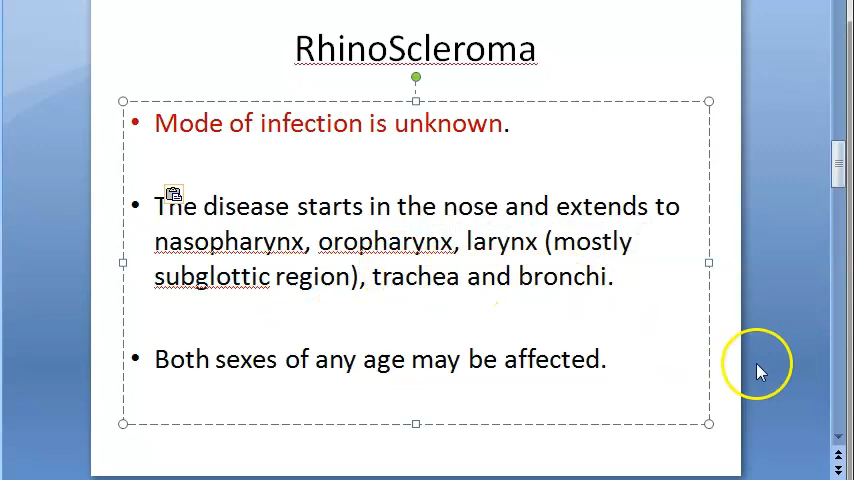 RhinoScleroma
• Mode of infection is unknown.
• The disease starts in the nose and extends to
nasopharynx, oropharynx, larynx (mostly
subglottic region), trachea and bronchi.
• Both sexes of any age may be affected.